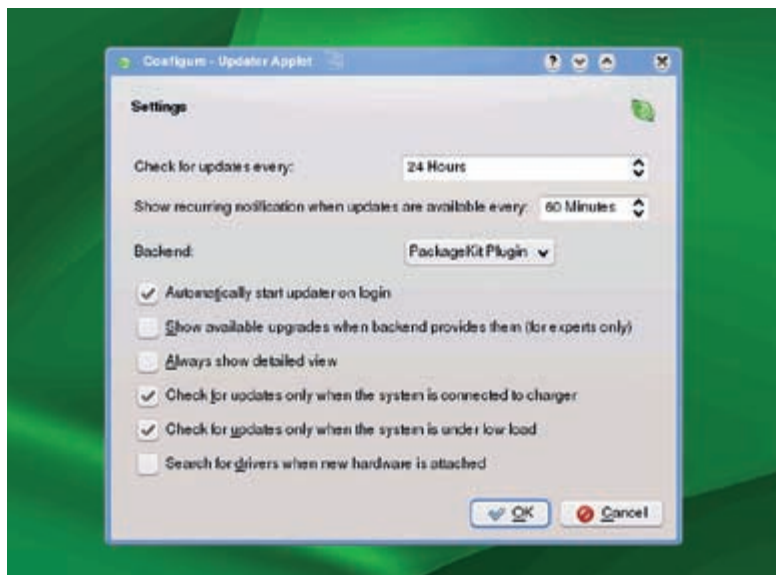 Configure - Updater Applet
Settings
Check for updates every: 24 Hours
Show recurring notification when updates are available every: 60 Minutes
Backend: PackageKit Plugin
Automatically start updater on login
Show available upgrades when backend provides them (for experts only)
Always show detailed view
Check for updates only when the system is connected to charger
Check for updates only when the system is under low load
Search for drivers when new hardware is attached
OK Cancel